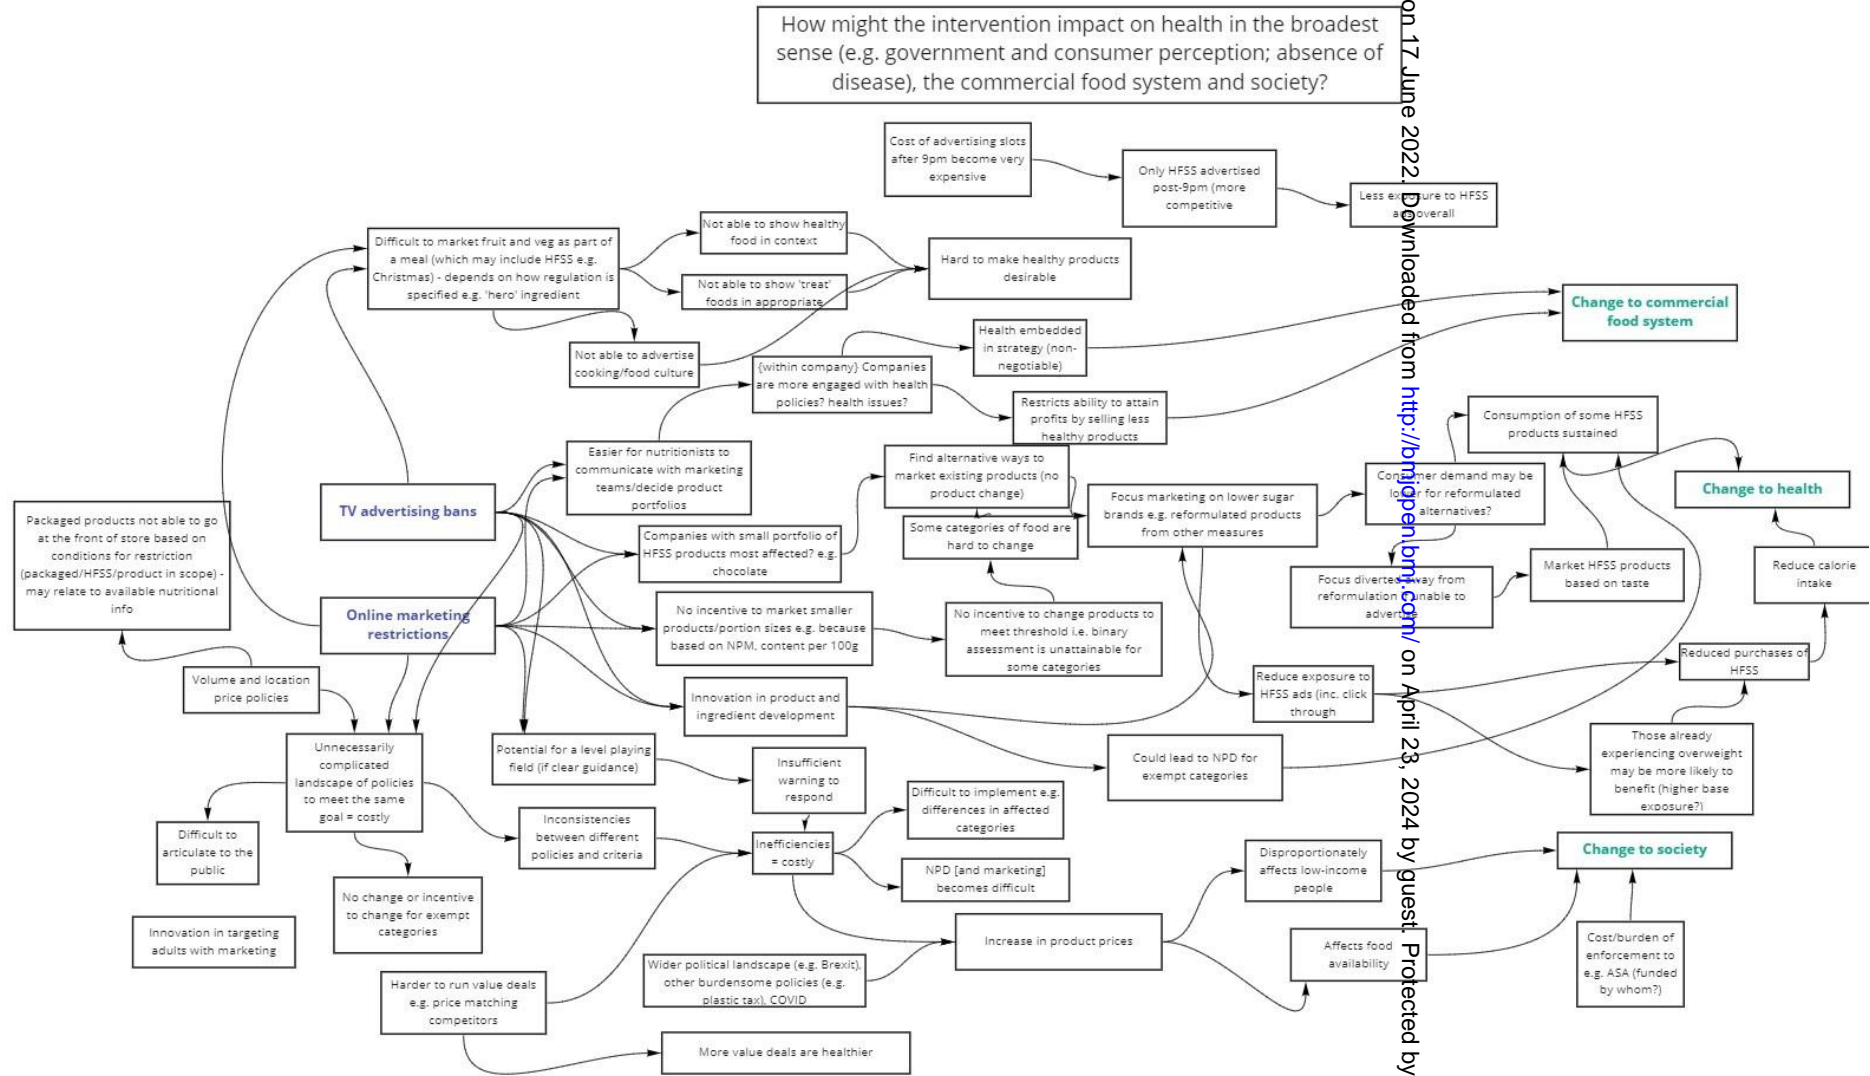 How might the intervention impact on health in the broadest
sense (e.g. government and consumer perception; absence of
disease), the commercial food system and society?
Cost of advertising slots
after 9pm become very
expensive
Only HFSS advertised
post-9pm (more
competitive
Less exposure to HFSS
ads overall
Difficult to market fruit and veg as part of
a meal (which may include HFSS e.g.
Christmas) - depends on how regulation is
specified e.g. 'hero' ingredient
Not able to show healthy
food in context
Not able to show 'treat'
foods in appropriate
Hard to make healthy products
desirable
Not able to advertise
cooking/food culture
Health embedded
in strategy (non-
negotiable)
Change to commercial
food system
{within company} Companies
are more engaged with health
policies? health issues?
Restricts ability to attain
profits by selling less
healthy products
Consumption of some HFSS
products sustained
Easier for nutritionists to
communicate with marketing
teams/decide product
portfolios
Find alternative ways to
market existing products (no
product change)
Consumer demand may be
lower for reformulated
alternatives?
Change to health
TV advertising bans
Packaged products not able to go
at the front of store based on
conditions for restriction
(packaged/HFSS/product in scope) -
may relate to available nutritional
info
Focus marketing on lower sugar
brands e.g. reformulated products
from other measures
Some categories of food are
hard to change
Companies with small portfolio of
HFSS products most affected? e.g.
chocolate
Market HFSS products
based on taste
Reduce calorie
intake
Focus diverted away from
reformulation
unable to
advertise
Online marketing
restrictions
No incentive to market smaller
products/portion sizes e.g. because
based on NPM, content per 100g
No incentive to change products to
meet threshold i.e. binary
assessment is unattainable for
some categories
Reduced purchases of
HFSS
Volume and location
price policies
Innovation in product and
ingredient development
Reduce exposure to
HFSS ads (inc. click
through
Unnecessarily
complicated
landscape of policies
to meet the same
goal = costly
Potential for a level playing
field (if clear guidance)
Insufficient
warning to
respond
Could lead to NPD for
exempt categories
Those already
experiencing overweight
may be more likely to
benefit (higher base
exposure?)
Difficult to
articulate to the
public
Inconsistencies
between different
policies and criteria
Inefficiencies
= costly
Difficult to implement e.g.
differences in affected
categories
NPD [and marketing]
becomes difficult
Disproportionately
affects low-income
people
Change to society
No change or incentive
to change for exempt
categories
Innovation in targeting
adults with marketing
Increase in product prices
Affects food
availability
Cost/burden of
enforcement to
e.g. ASA (funded
by whom?)
Wider political landscape (e.g. Brexit),
other burdensome policies (e.g.
plastic tax), COVID
Harder to run value deals
e.g. price matching
competitors
More value deals are healthier
on 17 June 2022. Downloaded from http://bmjopen.bmj.com/ on April 23, 2024 by guest. Protected by